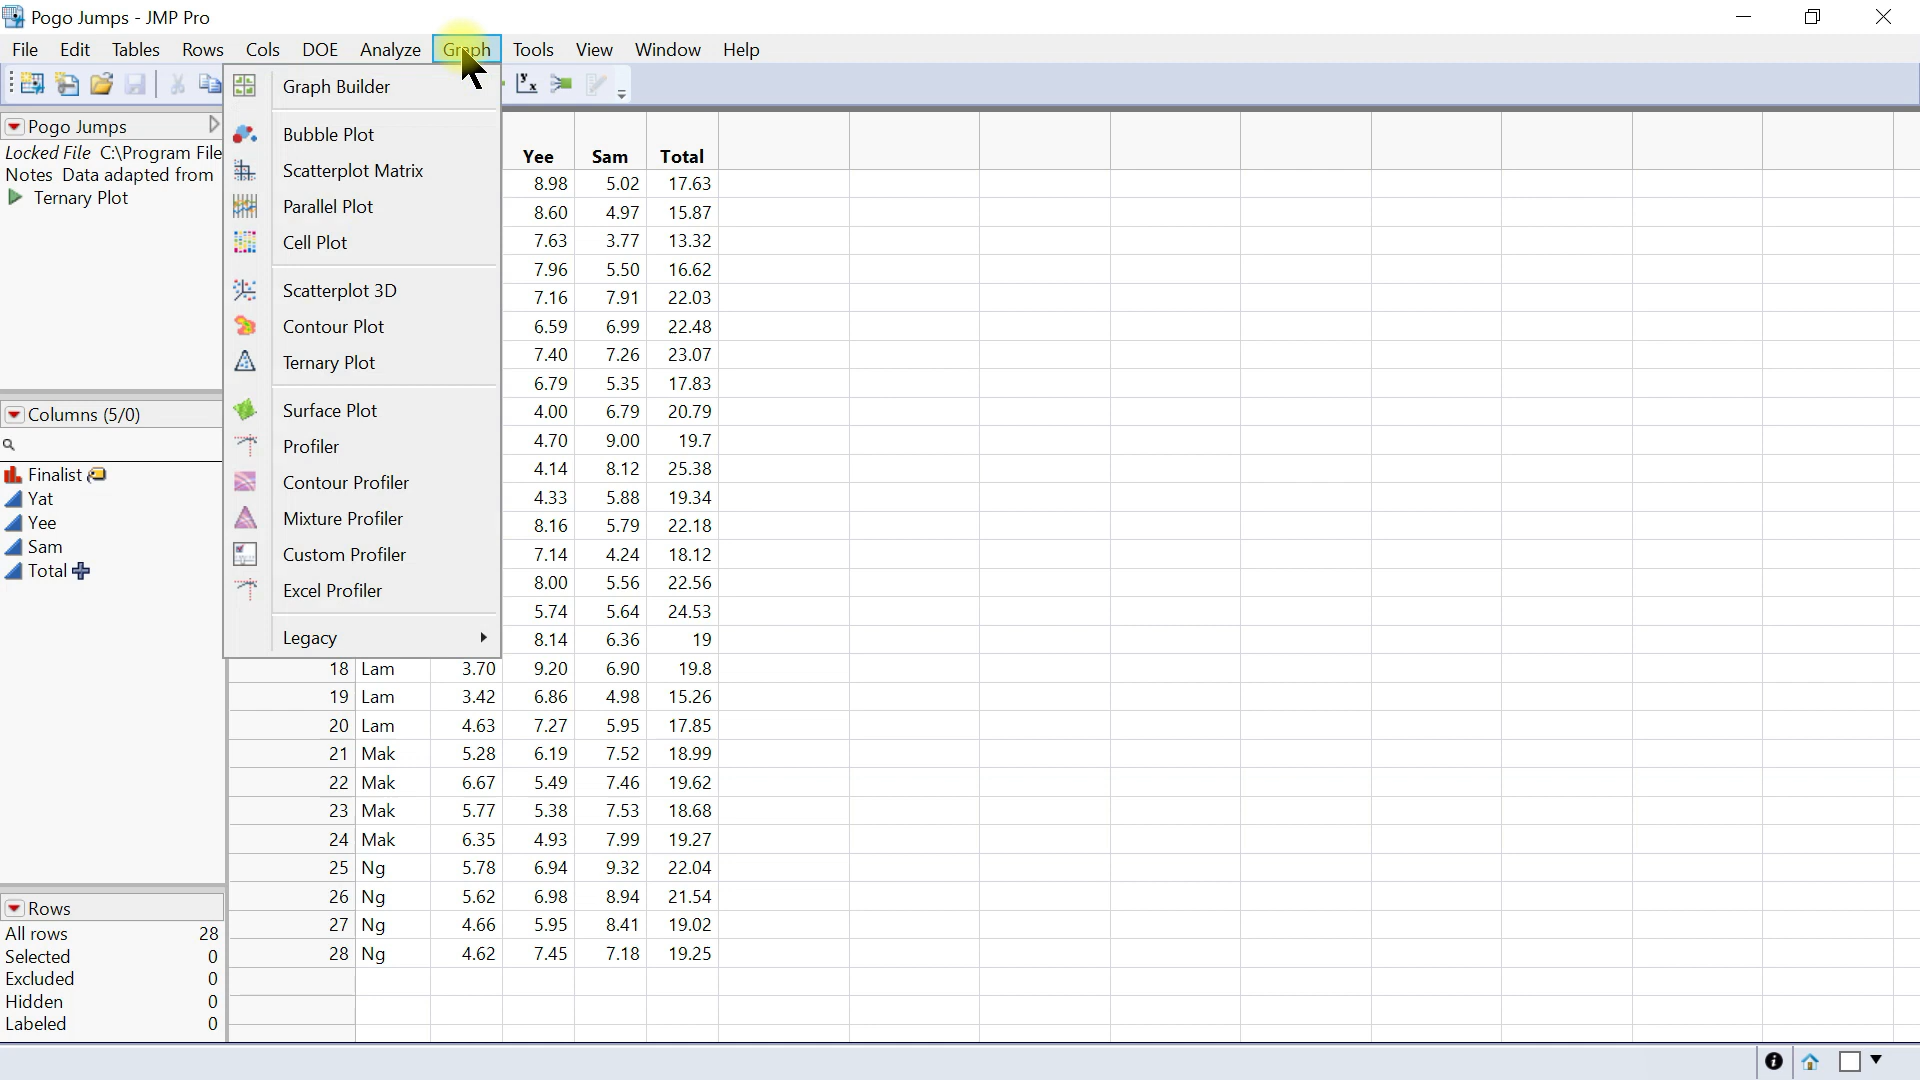 Pogo Jumps - JMP Pro
File Edit Tables Rows Cols DOE Analyze Graph Tools View Window Help
Graph Builder
Bubble Plot
Scatterplot Matrix
Parallel Plot
Cell Plot
Scatterplot 3D
Contour Plot
Ternary Plot
Surface Plot
Profiler
Contour Profiler
Mixture Profiler
Custom Profiler
Excel Profiler
Legacy
Pogo Jumps
Locked File C:\Program File
Notes Data adapted from
Ternary Plot
Columns (5/0)
Finalist
Yat
Yee
Sam
Total
Rows
All rows 28
Selected 0
Excluded 0
Hidden 0
Labeled 0
Yee Sam Total
8.98 5.02 17.63
8.60 4.97 15.87
7.63 3.77 13.32
7.96 5.50 16.62
7.16 7.91 22.03
6.59 6.99 22.48
7.40 7.26 23.07
6.79 5.35 17.83
4.00 6.79 20.79
4.70 9.00 19.7
4.14 8.12 25.38
4.33 5.88 19.34
8.16 5.79 22.18
7.14 4.24 18.12
8.00 5.56 22.56
5.74 5.64 24.53
8.14 6.36 19
18 Lam 3.70 9.20 6.90 19.8
19 Lam 3.42 6.86 4.98 15.26
20 Lam 4.63 7.27 5.95 17.85
21 Mak 5.28 6.19 7.52 18.99
22 Mak 6.67 5.49 7.46 19.62
23 Mak 5.77 5.38 7.53 18.68
24 Mak 6.35 4.93 7.99 19.27
25 Ng 5.78 6.94 9.32 22.04
26 Ng 5.62 6.98 8.94 21.54
27 Ng 4.66 5.95 8.41 19.02
28 Ng 4.62 7.45 7.18 19.25